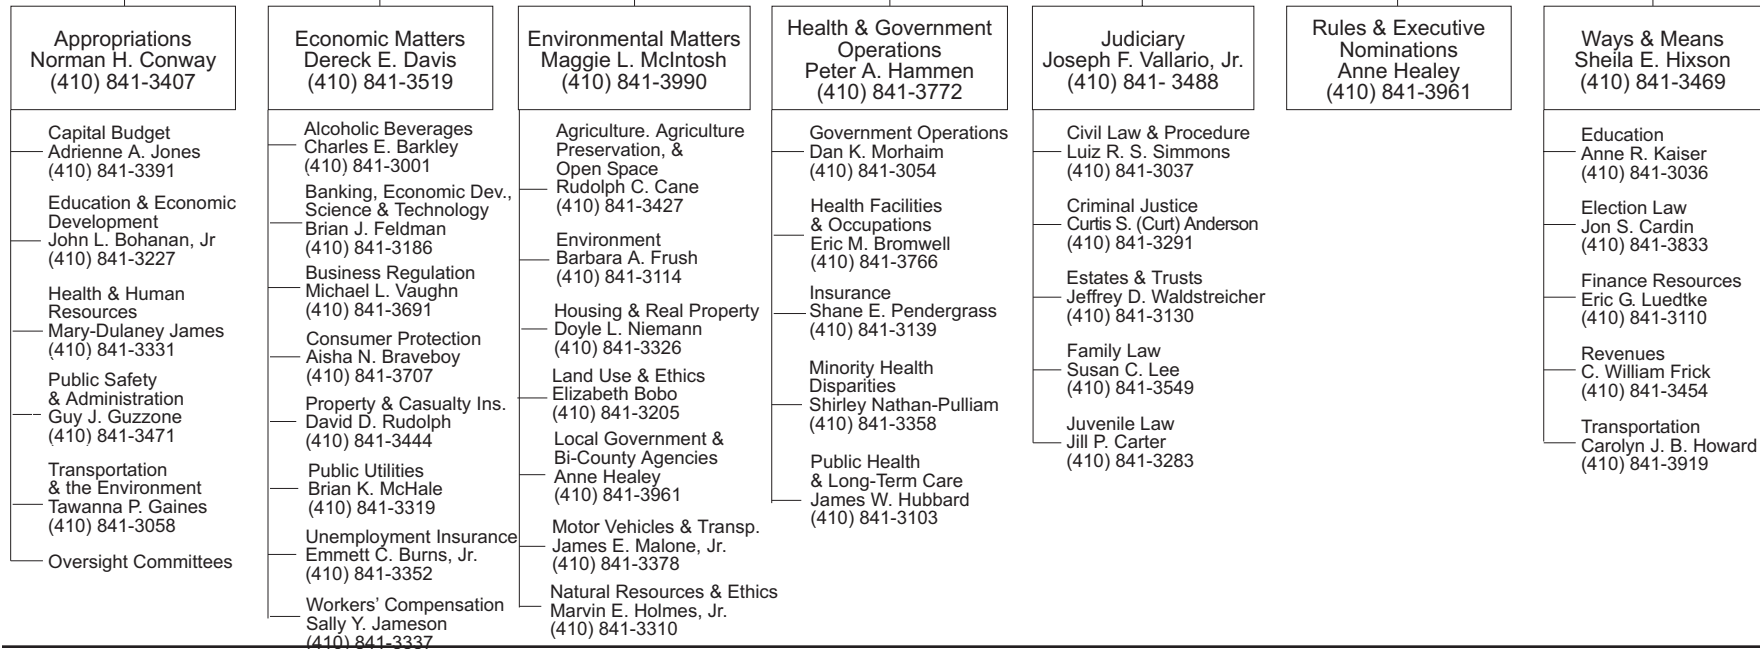 Appropriations
Norman H. Conway
(410) 841-3407
Capital Budget
Adrienne A. Jones
(410) 841-3391
Education & Economic
Development
John L. Bohanan, Jr
(410) 841-3227
Health & Human
Resources
Mary-Dulaney James
(410) 841-3331
Public Safety
& Administration
Guy J. Guzzone
(410) 841-3471
Transportation
& the Environment
Tawanna P. Gaines
(410) 841-3058
Oversight Committees
Economic Matters
Dereck E. Davis
(410) 841-3519
Alcoholic Beverages
Charles E. Barkley
(410) 841-3001
Banking, Economic Dev.,
Science & Technology
Brian J. Feldman
(410) 841-3186
Business Regulation
Michael L. Vaughn
(410) 841-3691
Consumer Protection
Aisha N. Braveboy
(410) 841-3707
Property & Casualty Ins.
David D. Rudolph
(410) 841-3444
Public Utilities
Brian K. McHale
(410) 841-3319
Unemployment Insurance
Emmett C. Burns, Jr.
(410) 841-3352
Workers' Compensation
Sally Y. Jameson
(410) 841-3337
Environmental Matters
Maggie L. McIntosh
(410) 841-3990
Agriculture. Agriculture
Preservation, &
Open Space
Rudolph C. Cane
(410) 841-3427
Environment
Barbara A. Frush
(410) 841-3114
Housing & Real Property
Doyle L. Niemann
(410) 841-3326
Land Use & Ethics
Elizabeth Bobo
(410) 841-3205
Local Government &
Bi-County Agencies
Anne Healey
(410) 841-3961
Motor Vehicles & Transp.
James E. Malone, Jr.
(410) 841-3378
Natural Resources & Ethics
Marvin E. Holmes, Jr.
(410) 841-3310
Health & Government
Operations
Peter A. Hammen
(410) 841-3772
Government Operations
Dan K. Morhaim
(410) 841-3054
Health Facilities
& Occupations
Eric M. Bromwell
(410) 841-3766
Insurance
Shane E. Pendergrass
(410) 841-3139
Minority Health
Disparities
Shirley Nathan-Pulliam
(410) 841-3358
Public Health
& Long-Term Care
James W. Hubbard
(410) 841-3103
Judiciary
Joseph F. Vallario, Jr.
(410) 841- 3488
Civil Law & Procedure
Luiz R. S. Simmons
(410) 841-3037
Criminal Justice
Curtis S. (Curt) Anderson
(410) 841-3291
Estates & Trusts
Jeffrey D. Waldstreicher
(410) 841-3130
Family Law
Susan C. Lee
(410) 841-3549
Juvenile Law
Jill P. Carter
(410) 841-3283
Rules & Executive
Nominations
Anne Healey
(410) 841-3961
Ways & Means
Sheila E. Hixson
(410) 841-3469
Education
Anne R. Kaiser
(410) 841-3036
Election Law
Jon S. Cardin
(410) 841-3833
Finance Resources
Eric G. Luedtke
(410) 841-3110
Revenues
C. William Frick
(410) 841-3454
Transportation
Carolyn J. B. Howard
(410) 841-3919